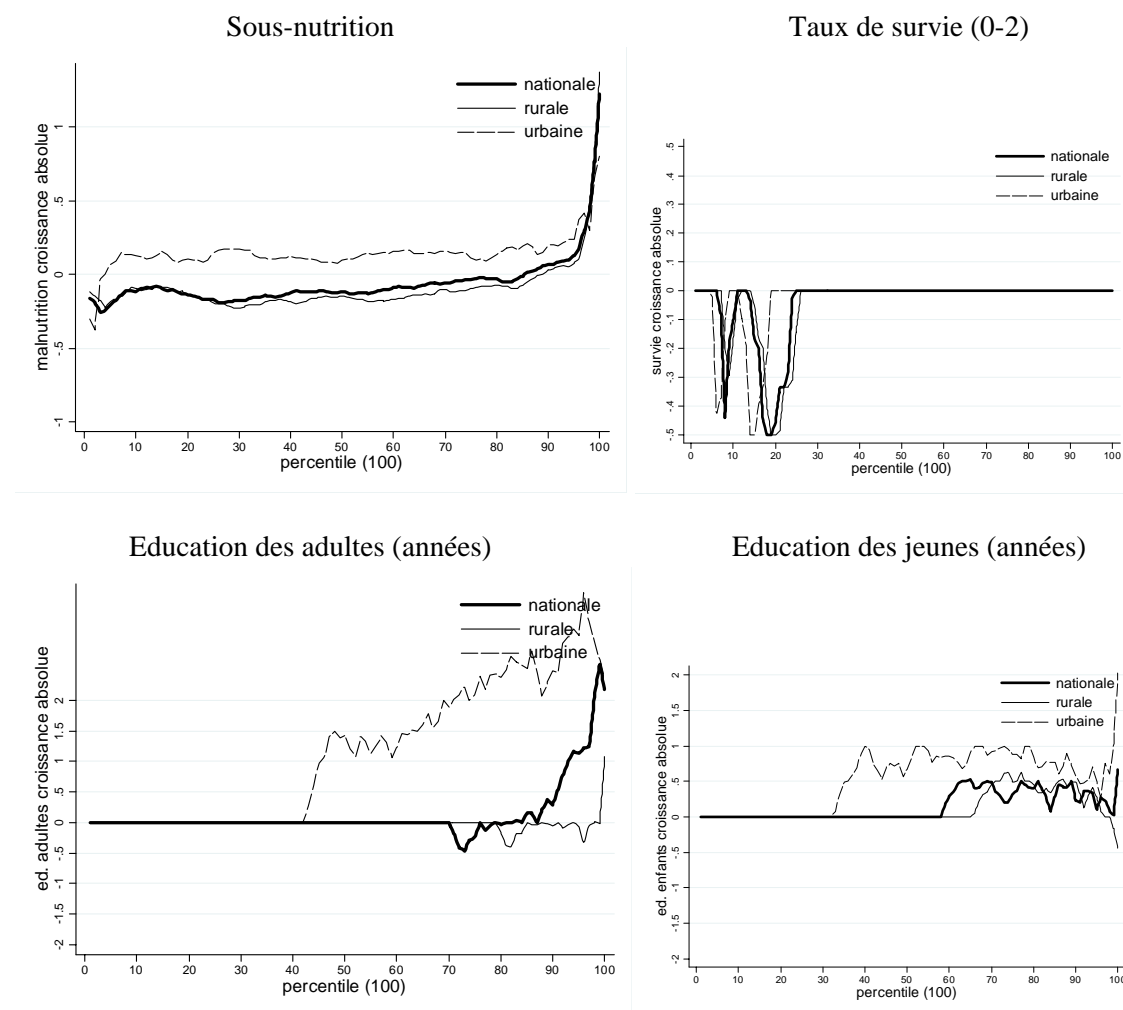 Sous-nutrition
nationale
rurale
urbaine
malnutrition croissance absolue
1
.5
0
-.5
-1
0 10 20 30 40 50 60 70 80 90 100
percentile (100)
Taux de survie (0-2)
nationale
rurale
urbaine
survie croissance absolue
.5
.4
.3
.2
.1
0
-.1
-.2
-.3
-.4
-.5
0 10 20 30 40 50 60 70 80 90 100
percentile (100)
Education des adultes (années)
nationale
rurale
urbaine
ed. adultes croissance absolue
2
1.5
1
.5
0
-.5
-1
-1.5
-2
0 10 20 30 40 50 60 70 80 90 100
percentile (100)
Education des jeunes (années)
nationale
rurale
urbaine
ed. enfants croissance absolue
2
1.5
1
.5
0
-.5
-1
-1.5
-2
0 10 20 30 40 50 60 70 80 90 100
percentile (100)